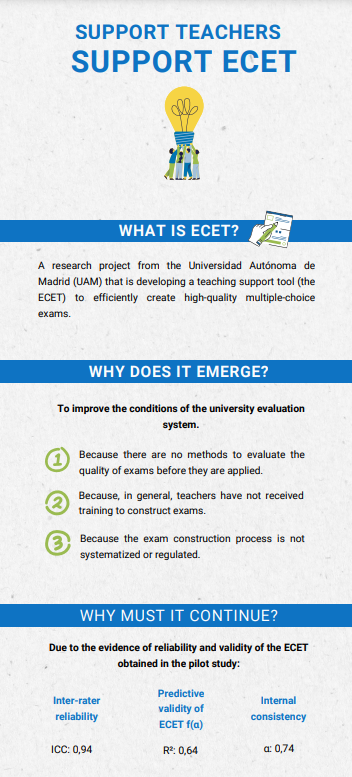 SUPPORT TEACHERS
SUPPORT ECET
WHAT IS ECET?
A research project from the Universidad Autónoma de
Madrid (UAM) that is developing a teaching support tool (the
ECET) to efficiently create high-quality multiple-choice
exams.
WHY DOES IT EMERGE?
To improve the conditions of the university evaluation
system.
1 Because there are no methods to evaluate the
quality of exams before they are applied.
2 Because, in general, teachers have not received
training to construct exams.
3 Because the exam construction process is not
systematized or regulated.
WHY MUST IT CONTINUE?
Due to the evidence of reliability and validity of the ECET
obtained in the pilot study:
Inter-rater
reliability
ICC: 0,94
Predictive
validity of
ECET f(α)
R²: 0,64
Internal
consistency
α: 0,74